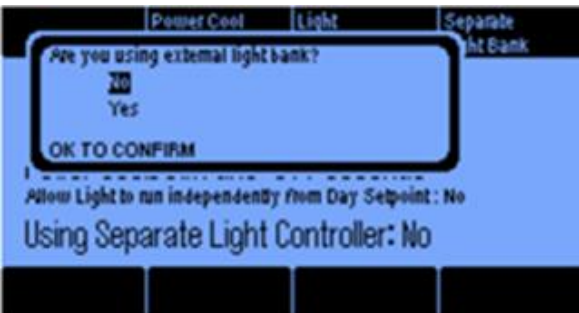 Power Cool Light Separate
ht Bank
Are you using external light bank?
No
Yes
OK TO CONFIRM
Allow Light to run independently from Day Setpoint: No
Using Separate Light Controller: No